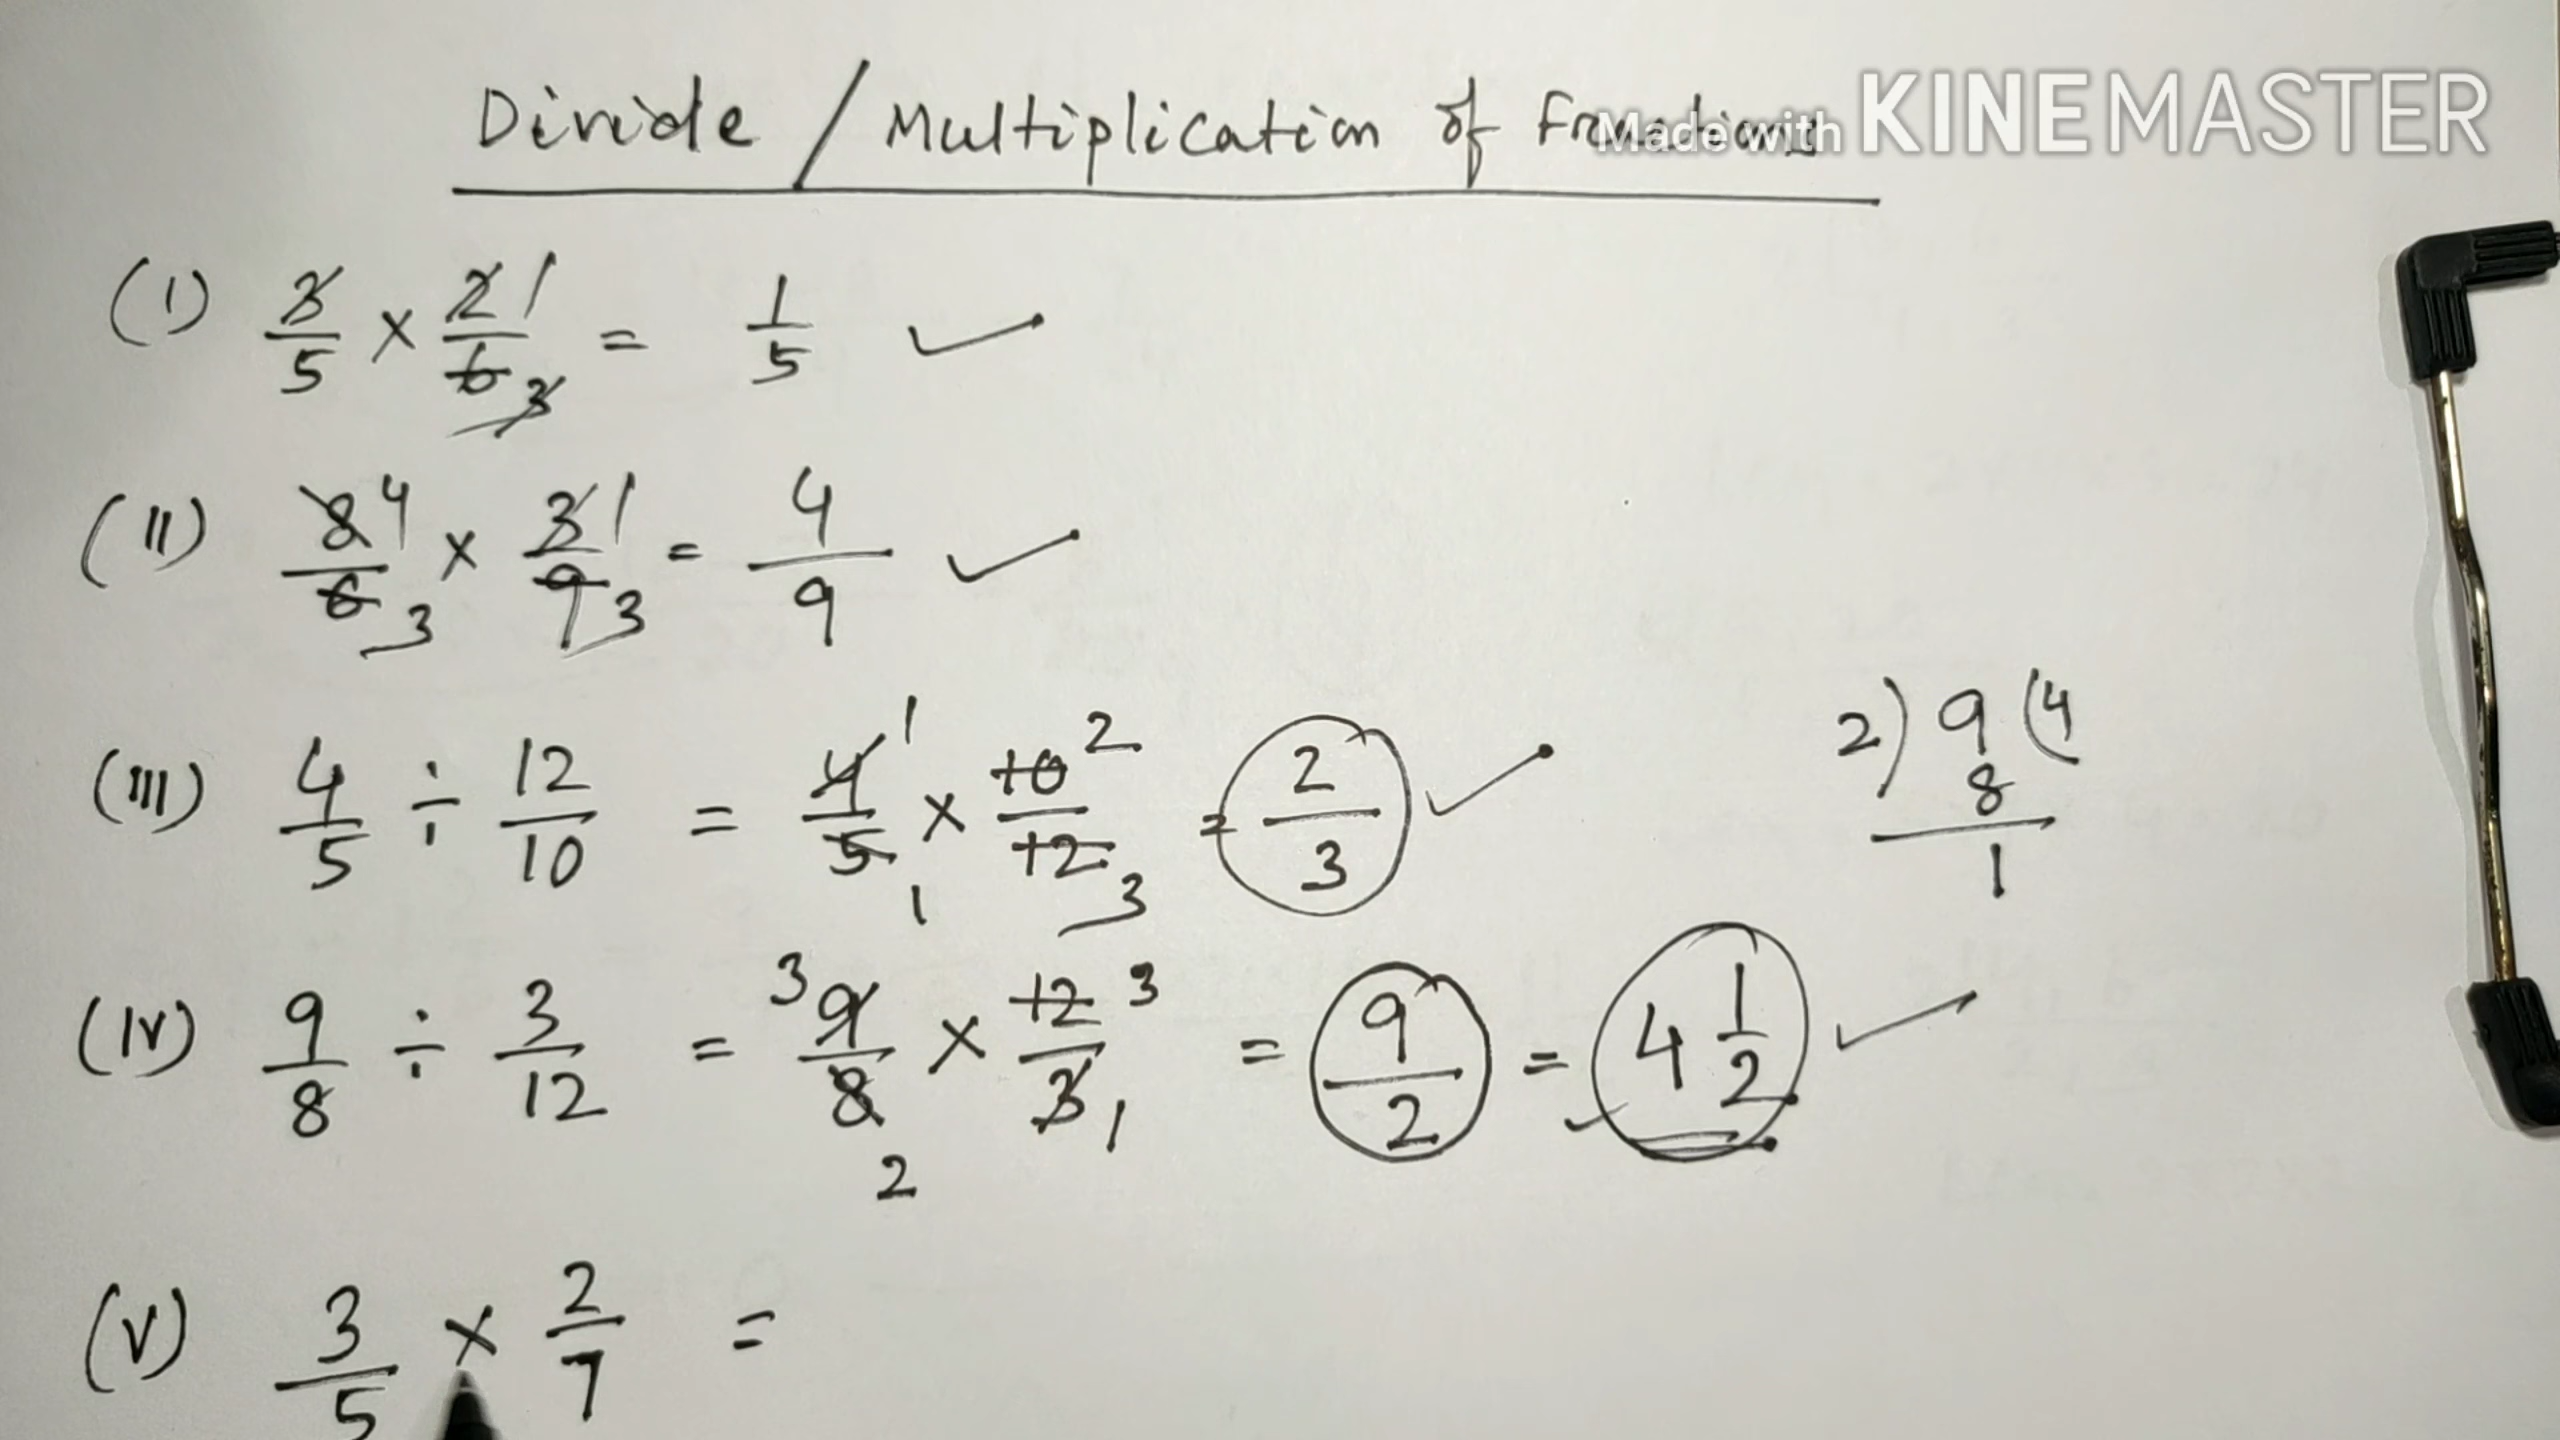 Divide / Multiplication of Fractions
Made with KINEMASTER
(I) 3/5 × 2/6 1 3 = 1/5 ✓
(II) 8/6 4 3 × 3/9 1 3 = 4/9 ✓
(III) 4/5 ÷ 12/10 = 4/5 1 1 × 10/12 2 3 = 2/3 ✓
2) 9 (4
8
1
(IV) 9/8 ÷ 3/12 = 3 9/8 2 × 12/3 3 1 = 9/2 = 4 1/2 ✓
(V) 3/5 × 2/7 =